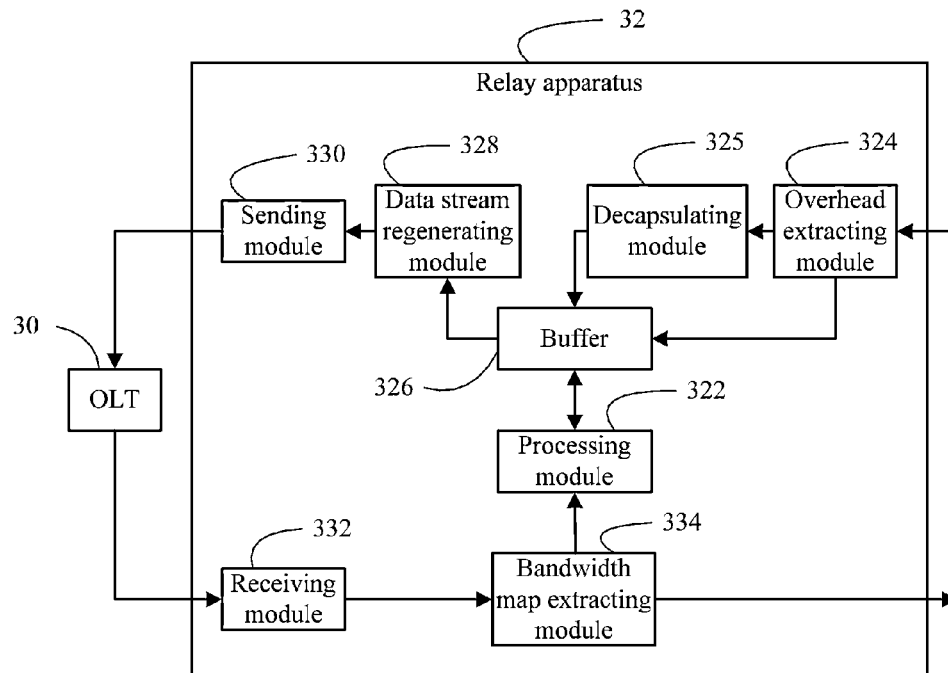 32
Relay apparatus
330
328
325
324
Sending
module
Data stream
regenerating
module
Decapsulating
module
Overhead
extracting
module
30
OLT
Buffer
326
322
Processing
module
332
334
Receiving
module
Bandwidth
map extracting
module